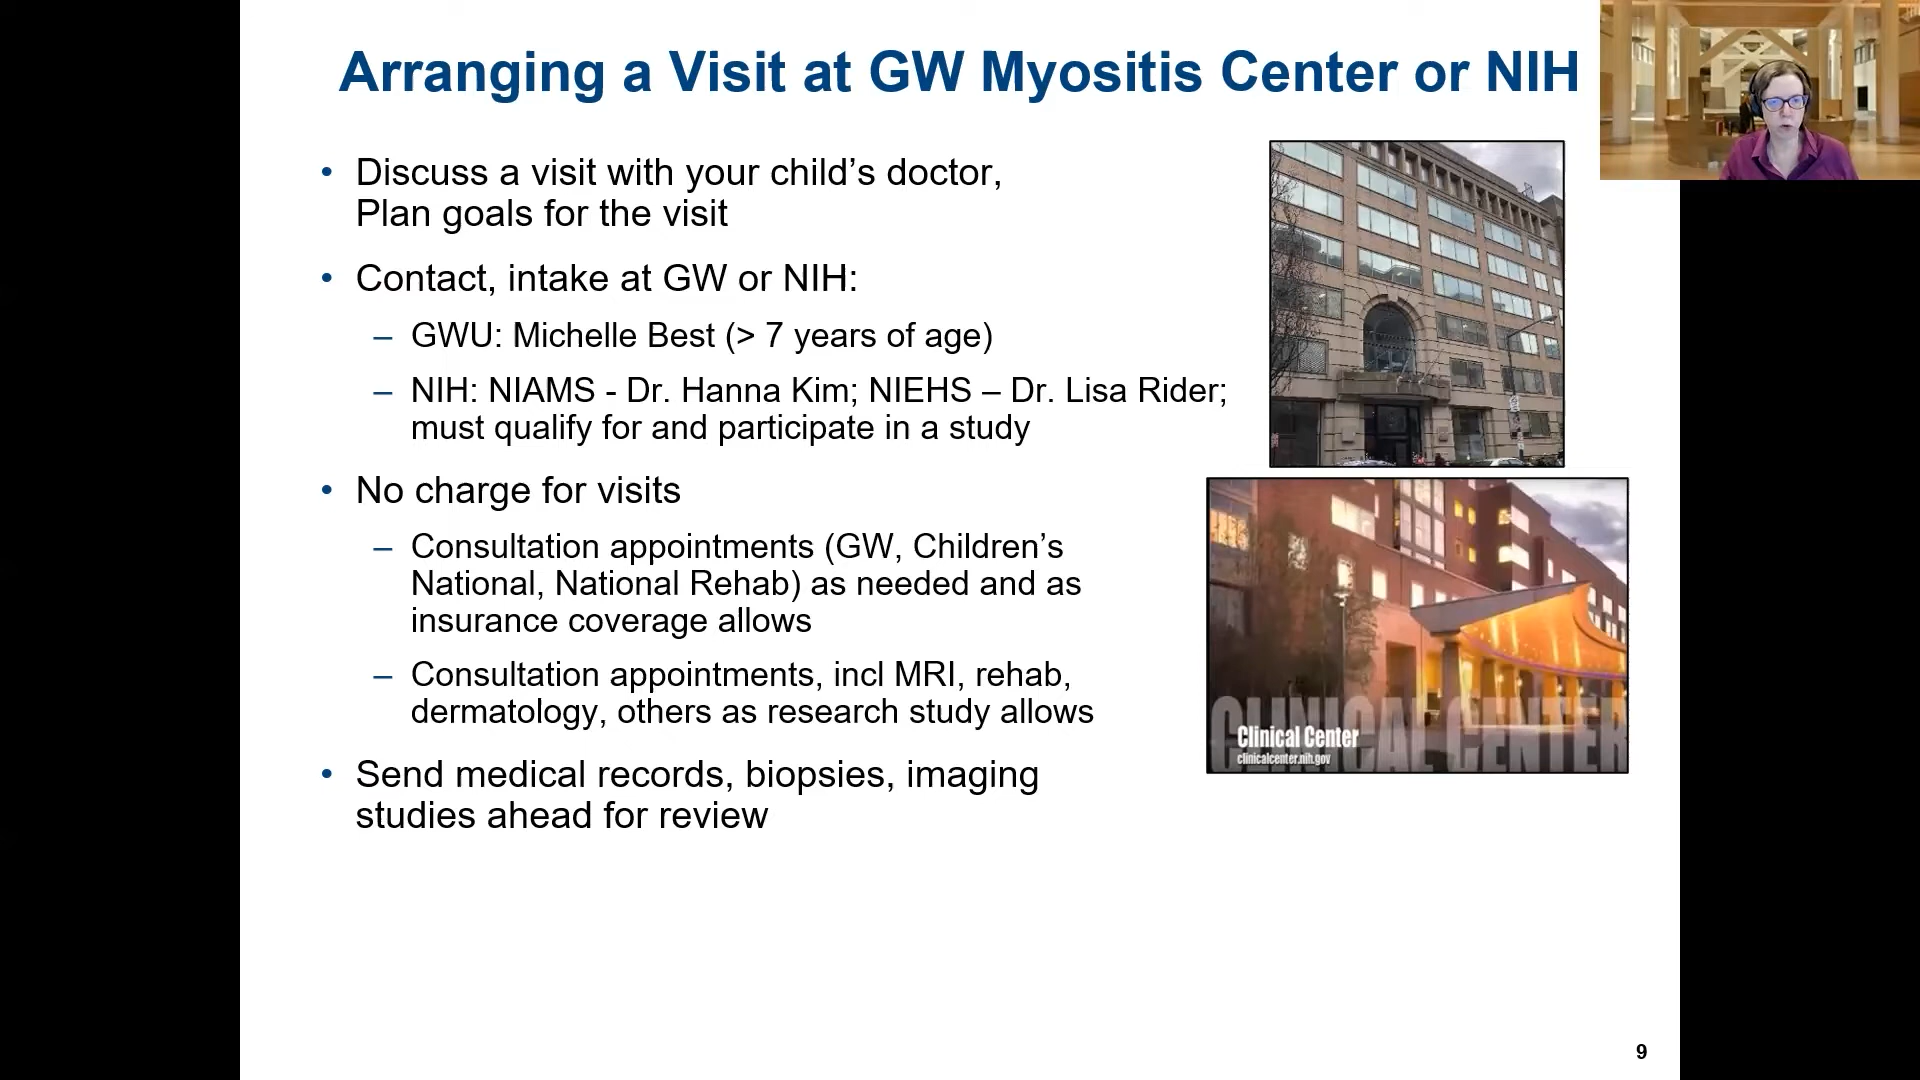 Arranging a Visit at GW Myositis Center or NIH
• Discuss a visit with your child’s doctor,
Plan goals for the visit
• Contact, intake at GW or NIH:
– GWU: Michelle Best (> 7 years of age)
– NIH: NIAMS - Dr. Hanna Kim; NIEHS – Dr. Lisa Rider;
must qualify for and participate in a study
• No charge for visits
– Consultation appointments (GW, Children’s
National, National Rehab) as needed and as
insurance coverage allows
– Consultation appointments, incl MRI, rehab,
dermatology, others as research study allows
• Send medical records, biopsies, imaging
studies ahead for review
CLINICAL CENTER
Clinical Center
clinicalcenter.nih.gov
9